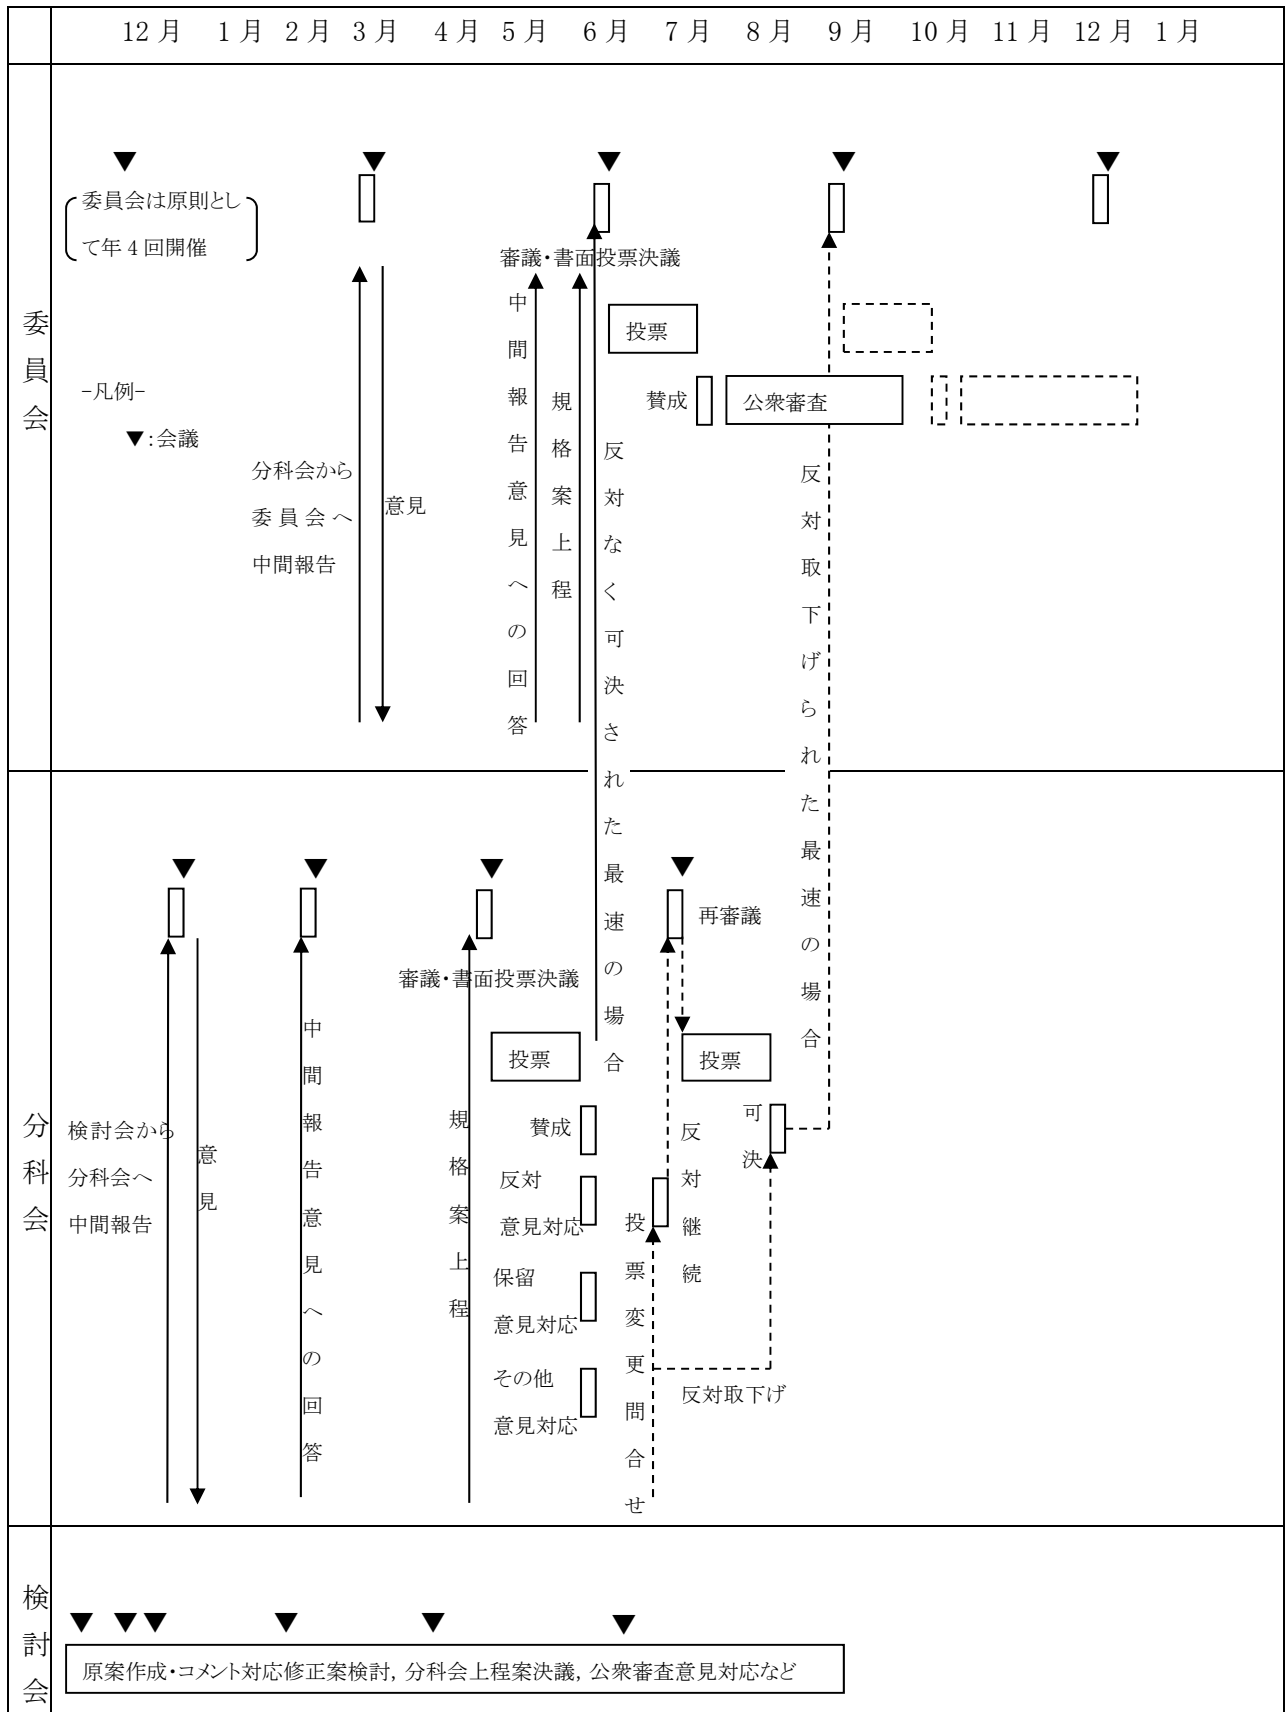 12月 1月 2月 3月 4月 5月 6月 7月 8月 9月 10月 11月 12月 1月
委員会
委員会は原則とし
て年4回開催
審議・書面投票決議
-凡例-
▼:会議
分科会から
委員会へ
中間報告
意見
中間報告意見への回答
規格案上程
反対なく可決された最速の場合
投票
賛成
公衆審査
反対取下げられた最速の場合
分科会
検討会から
分科会へ
中間報告
意見
中間報告意見への回答
規格案上程
審議・書面投票決議
投票
賛成
反対
意見対応
保留
意見対応
その他
意見対応
投票変更問合せ
再審議
反対継続
投票
可決
反対取下げ
検討会
原案作成・コメント対応修正案検討, 分科会上程案決議, 公衆審査意見対応など